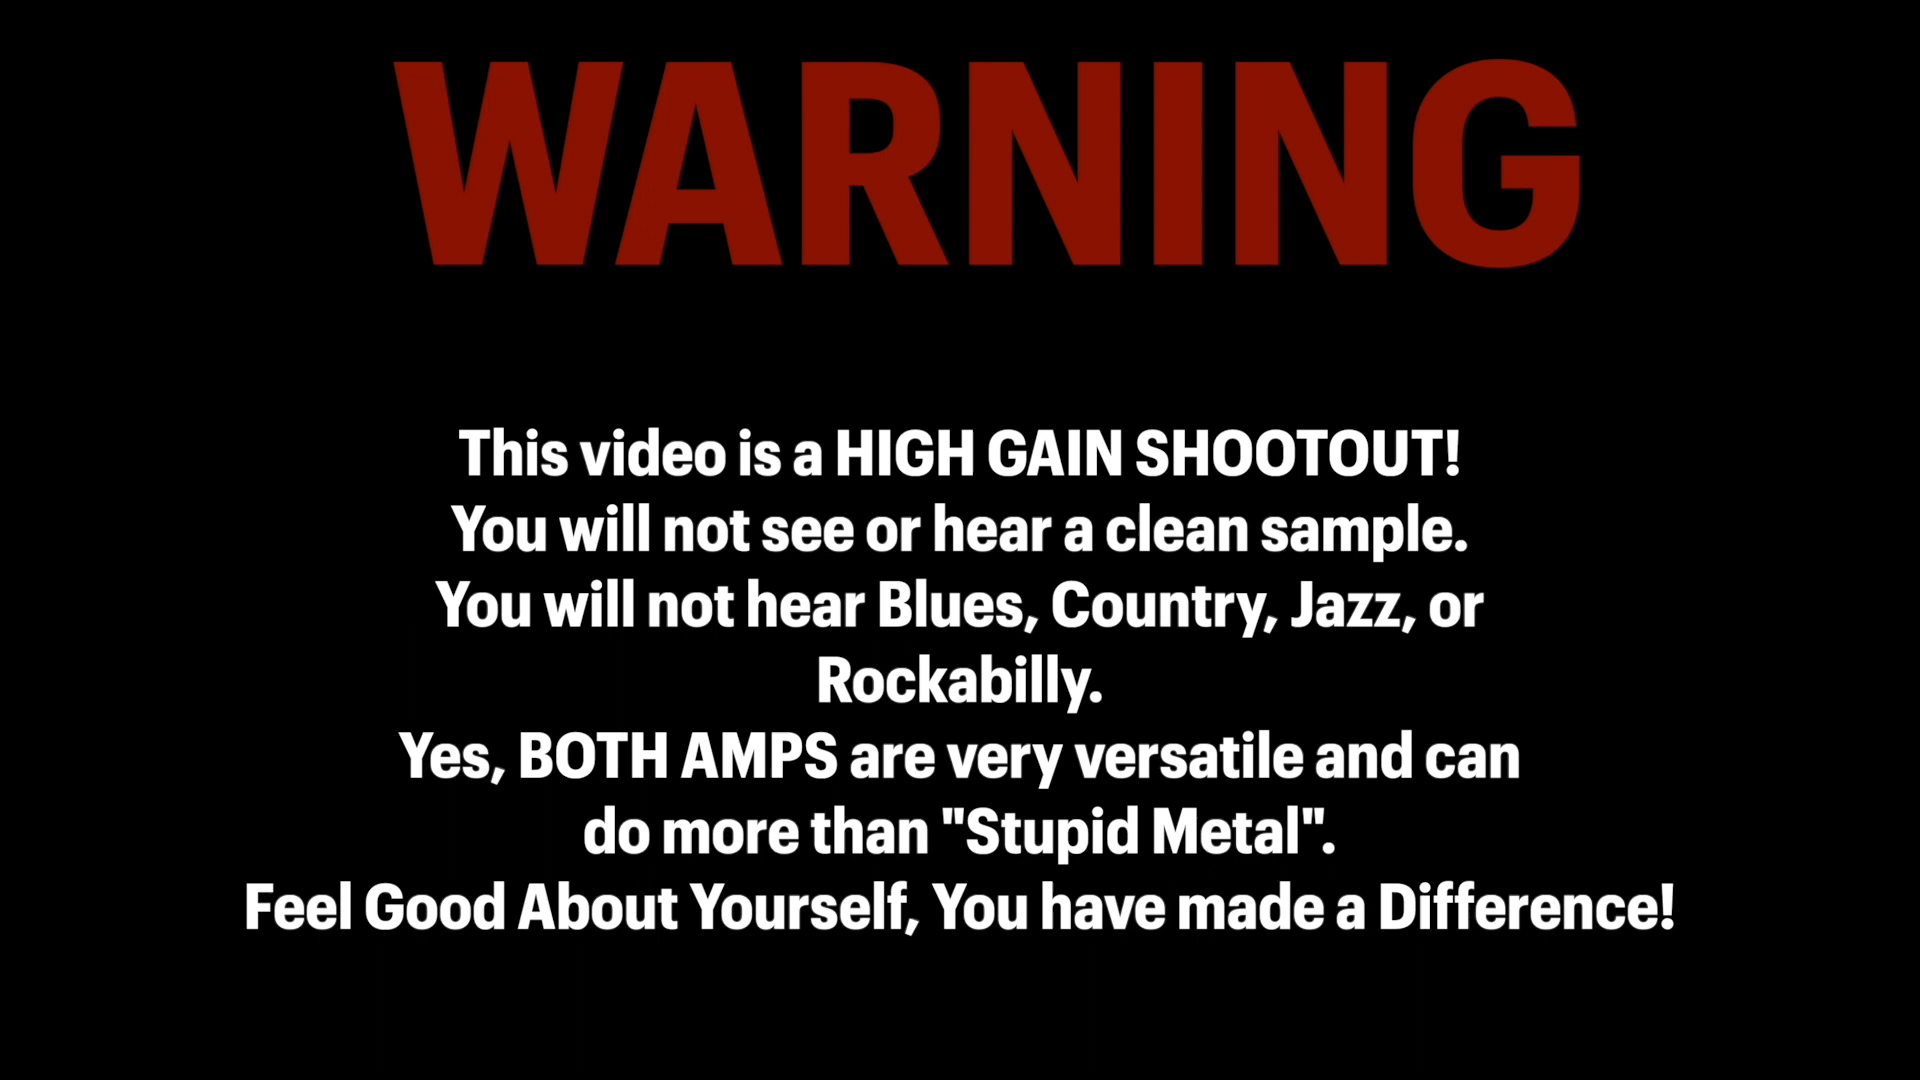 WARNING
This video is a HIGH GAIN SHOOTOUT!
You will not see or hear a clean sample.
You will not hear Blues, Country, Jazz, or
Rockabilly.
Yes, BOTH AMPS are very versatile and can
do more than "Stupid Metal".
Feel Good About Yourself, You have made a Difference!